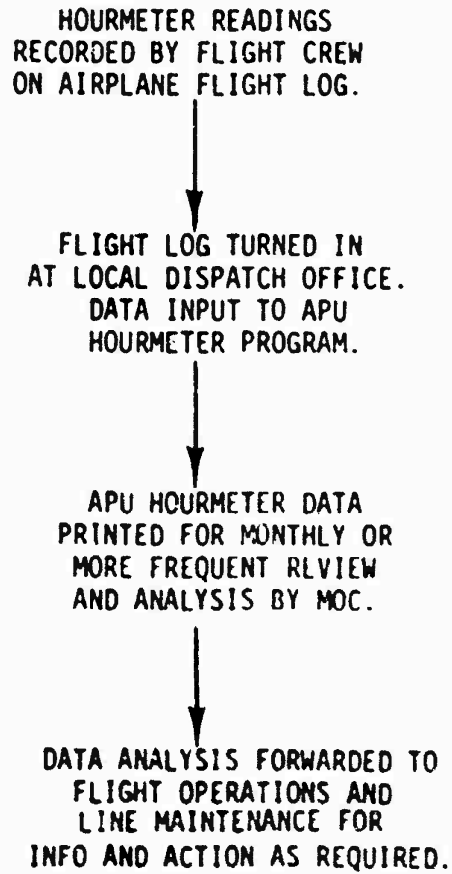 HOURMETER READINGS
RECORDED BY FLIGHT CREW
ON AIRPLANE FLIGHT LOG.
FLIGHT LOG TURNED IN
AT LOCAL DISPATCH OFFICE.
DATA INPUT TO APU
HOURMETER PROGRAM.
APU HOURMETER DATA
PRINTED FOR MONTHLY OR
MORE FREQUENT RLVIEW
AND ANALYSIS BY MOC.
DATA ANALYSIS FORWARDED TO
FLIGHT OPERATIONS AND
LINE MAINTENANCE FOR
INFO AND ACTION AS REQUIRED.